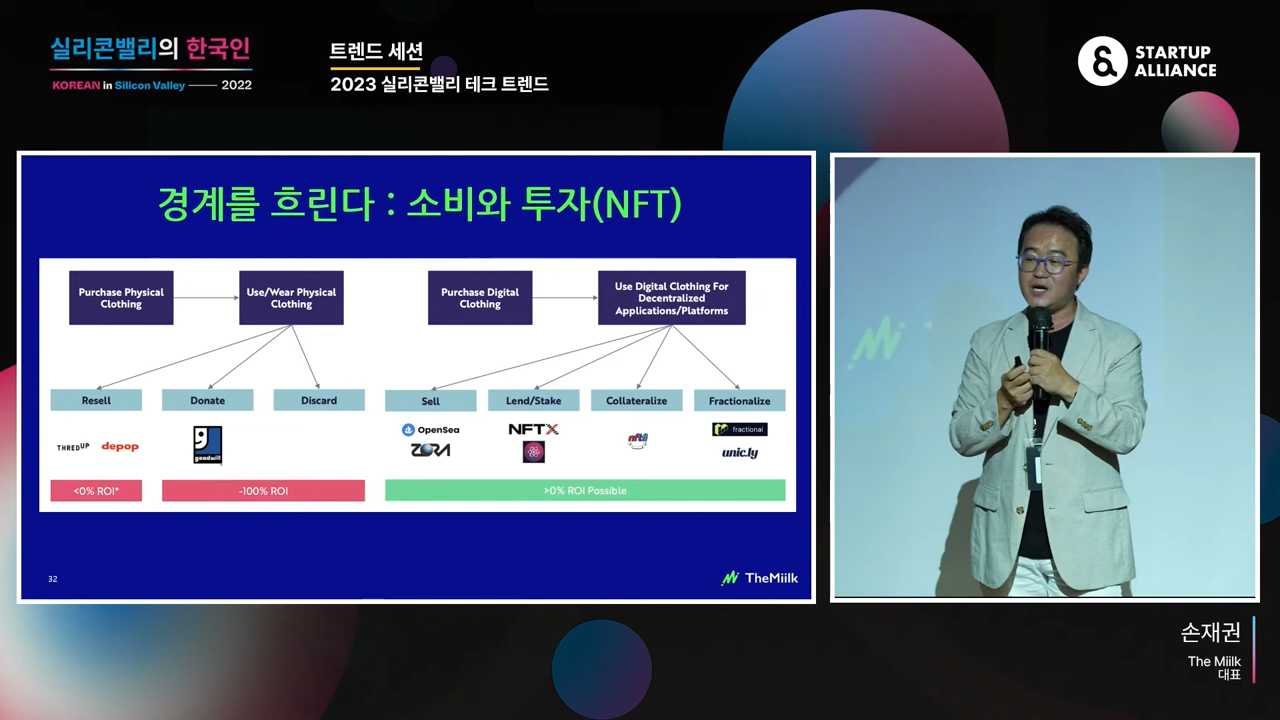 실리콘밸리의 한국인
KOREAN in Silicon Valley 2022
트렌드 세션
2023 실리콘밸리 테크 트렌드
STARTUP
ALLIANCE
경계를 흐린다 : 소비와 투자(NFT)
Purchase Physical
Clothing
Use/Wear Physical
Clothing
Purchase Digital
Clothing
Use Digital Clothing For
Decentralized
Applications/Platforms
Resell
Donate
Discard
Sell
Lend/Stake
Collateralize
Fractionalize
THREDUP
depop
goodwill
OpenSea
ZORA
NFTX
nftfi
fractional
unic.ly
<0% ROI*
-100% ROI
>0% ROI Possible
32
TheMiilk
손재권
The Miilk
대표